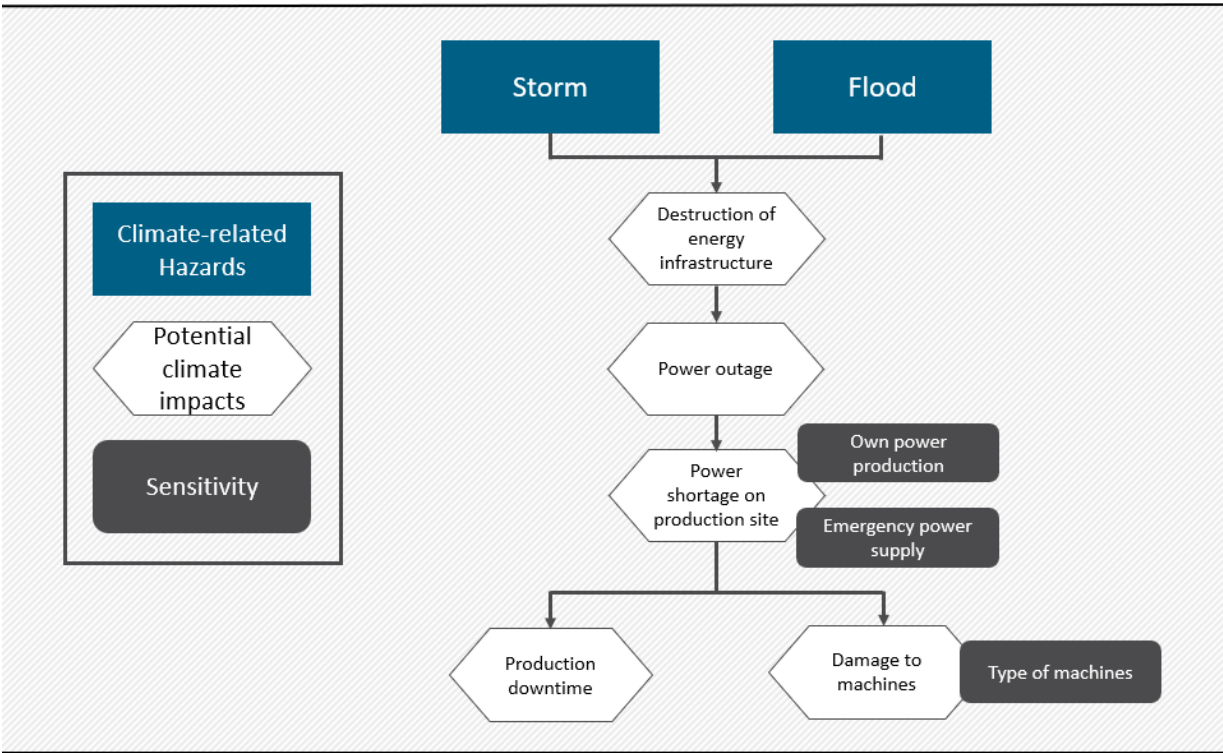 Storm
Flood
Climate-related
Hazards
Potential
climate
impacts
Sensitivity
Destruction of
energy
infrastructure
Power outage
Power
shortage on
production site
Own power
production
Emergency power
supply
Production
downtime
Damage to
machines
Type of machines